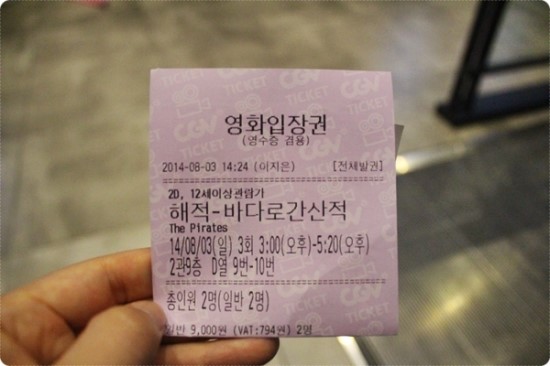 TICKET
CGV
영화입장권
(영수증 겸용)
2014-08-03 14:24 (이지은) [전체발권]
2D, 12세이상관람가
해적-바다로간산적
The Pirates
14/08/03(일) 3회 3:00(오후)-5:20(오후)
2관9층 D열 9번-10번
총인원 2명(일반 2명)
일반 9,000원 (VAT:794원) 2명